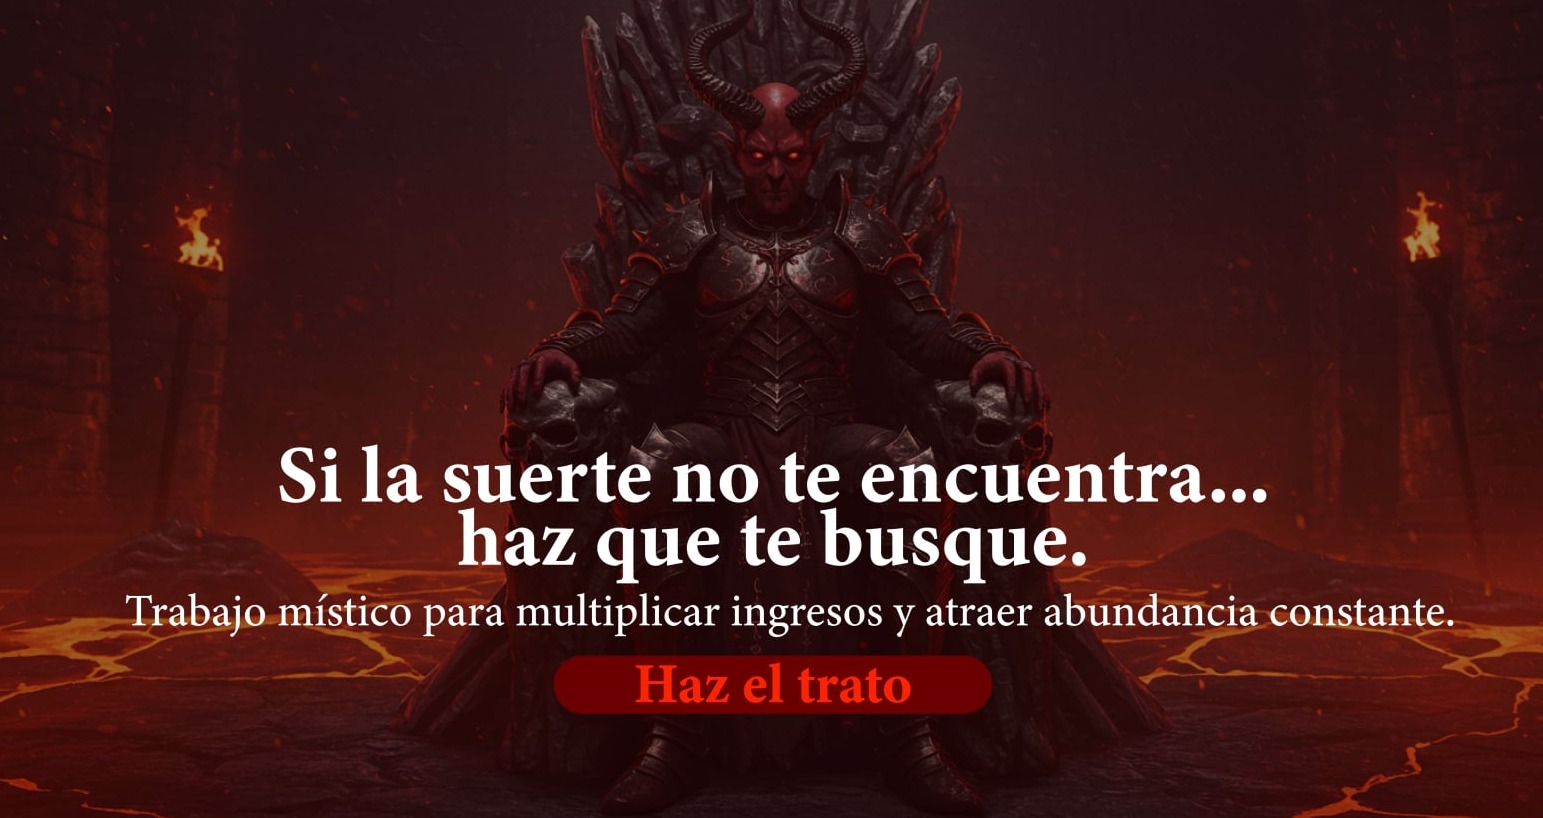 Si la suerte no te encuentra...
haz que te busque.
Trabajo místico para multiplicar ingresos y atraer abundancia constante.
Haz el trato